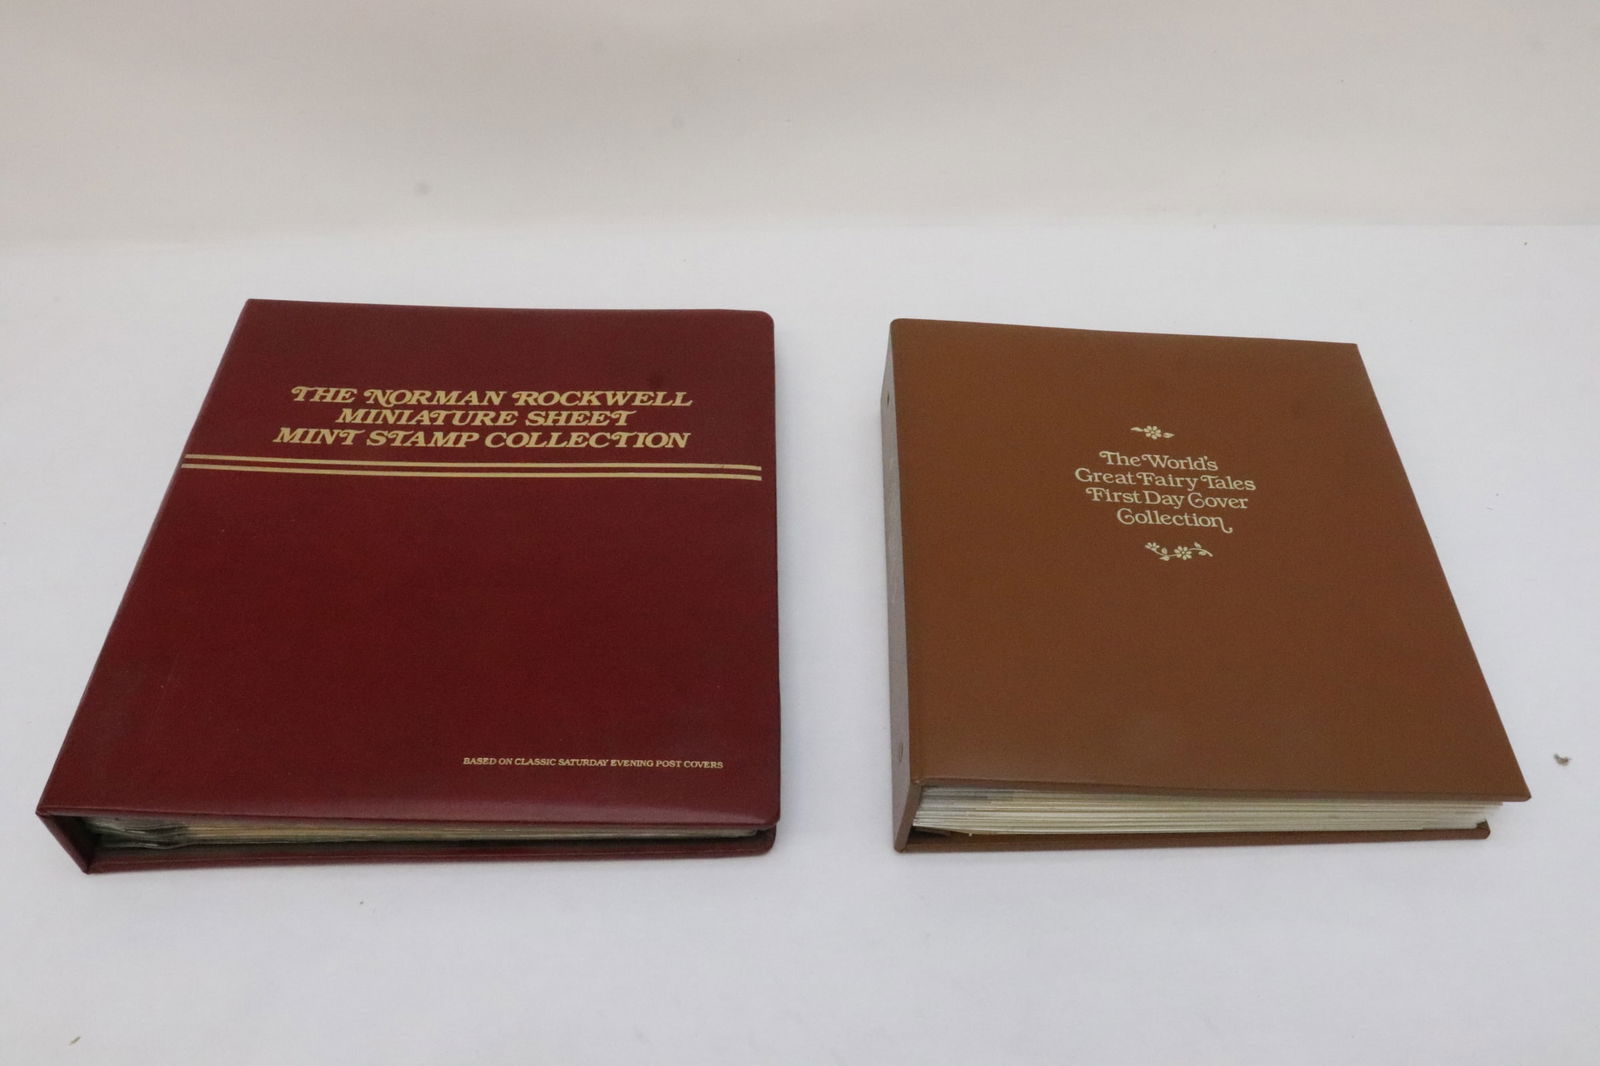 THE NORMAN ROCKWELL
MINIATURE SHEET
MINT STAMP COLLECTION
BASED ON CLASSIC SATURDAY EVENING POST COVERS
The World's
Great Fairy Tales
First Day Cover
Collection